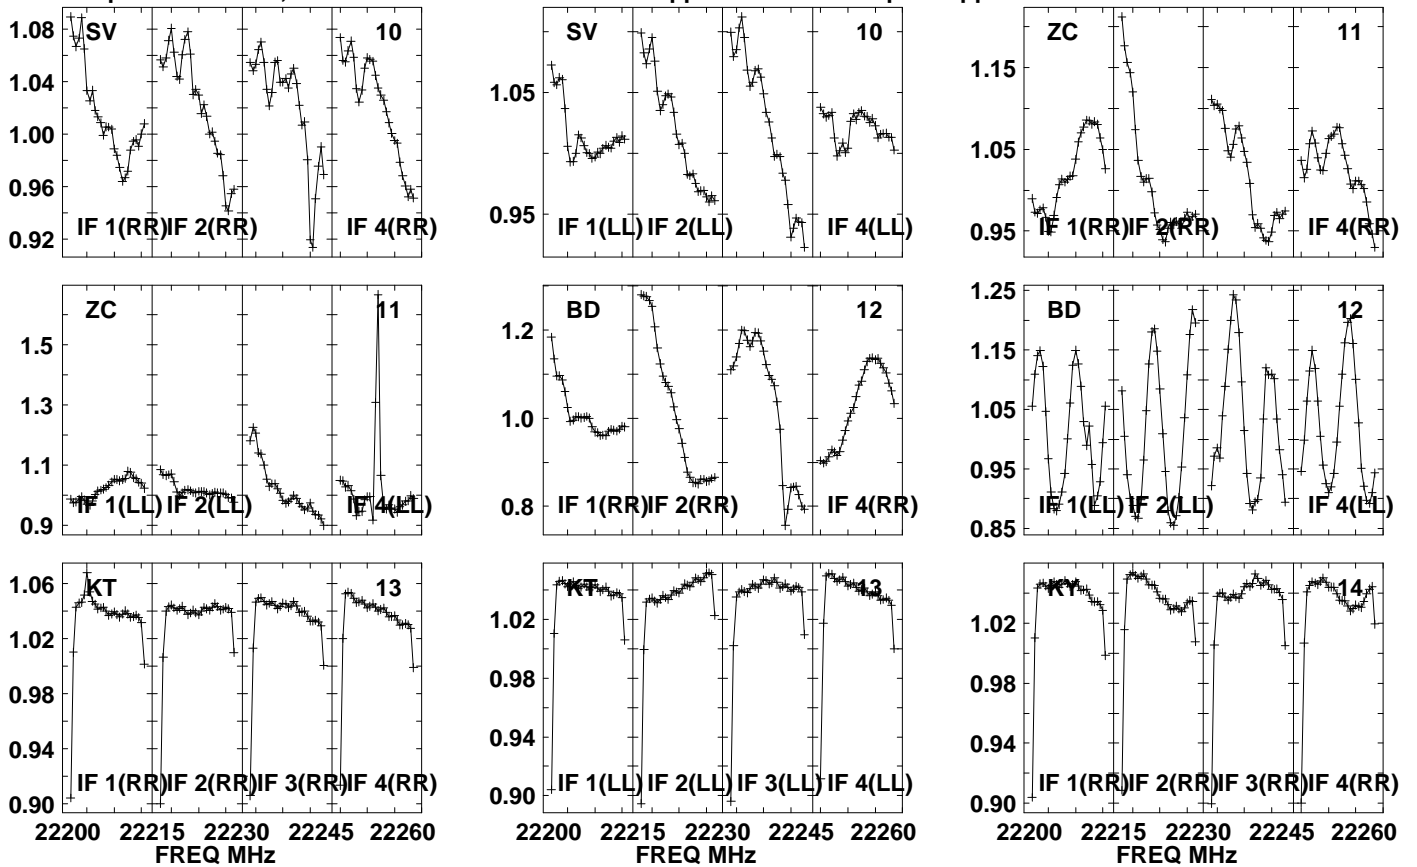 1.08 SV 10
1.04
1.00
0.96
0.92 IF 1(RR) IF 2(RR) IF 4(RR)
SV 10
1.05
0.95 IF 1(LL) IF 2(LL) IF 4(LL)
ZC 11
1.15
1.05
0.95 IF 1(RR) IF 2(RR) IF 4(RR)
ZC 11
1.5
1.3
1.1
0.9 IF 1(LL) IF 2(LL) IF 4(LL)
BD 12
1.2
1.0
0.8 IF 1(RR) IF 2(RR) IF 4(RR)
1.25 BD 12
1.15
1.05
0.95
0.85 IF 1(LL) IF 2(LL) IF 4(LL)
1.06 KT 13
1.02
0.98
0.94
0.90 IF 1(RR) IF 2(RR) IF 3(RR) IF 4(RR)
22200 22215 22230 22245 22260
FREQ MHz
KT 13
1.02
0.98
0.94
0.90 IF 1(LL) IF 2(LL) IF 3(LL) IF 4(LL)
22200 22215 22230 22245 22260
FREQ MHz
KY 14
1.02
0.98
0.94
0.90 IF 1(RR) IF 2(RR) IF 3(RR) IF 4(RR)
22200 22215 22230 22245 22260
FREQ MHz